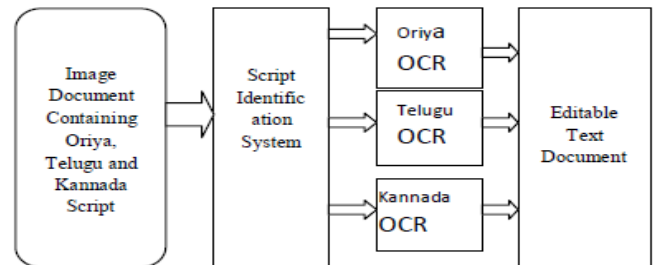 Image
Document
Containing
Oriya,
Telugu and
Kannada
Script
Script
Identific
ation
System
Oriya
OCR
Telugu
OCR
Kannada
OCR
Editable
Text
Document